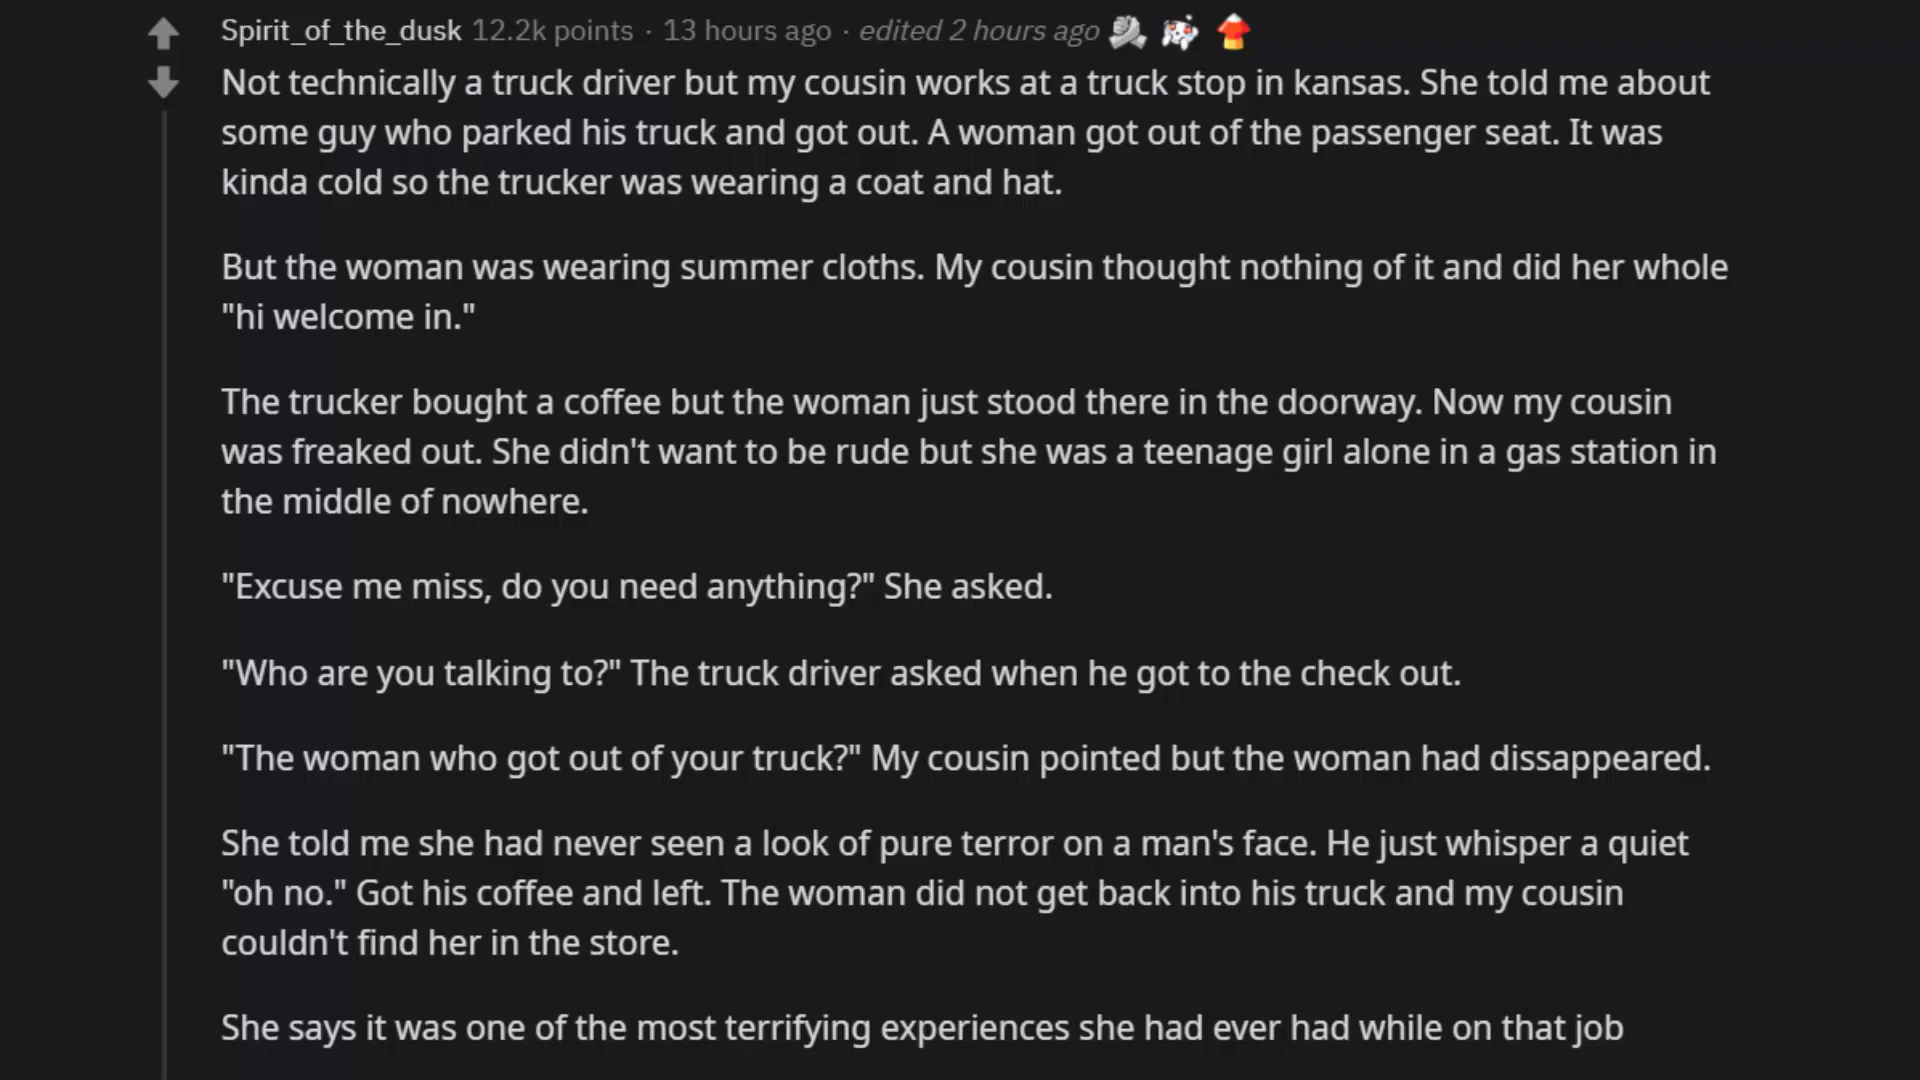 Spirit_of_the_dusk 12.2k points · 13 hours ago · edited 2 hours ago
Not technically a truck driver but my cousin works at a truck stop in kansas. She told me about
some guy who parked his truck and got out. A woman got out of the passenger seat. It was
kinda cold so the trucker was wearing a coat and hat.
But the woman was wearing summer cloths. My cousin thought nothing of it and did her whole
"hi welcome in."
The trucker bought a coffee but the woman just stood there in the doorway. Now my cousin
was freaked out. She didn't want to be rude but she was a teenage girl alone in a gas station in
the middle of nowhere.
"Excuse me miss, do you need anything?" She asked.
"Who are you talking to?" The truck driver asked when he got to the check out.
"The woman who got out of your truck?" My cousin pointed but the woman had dissappeared.
She told me she had never seen a look of pure terror on a man's face. He just whisper a quiet
"oh no." Got his coffee and left. The woman did not get back into his truck and my cousin
couldn't find her in the store.
She says it was one of the most terrifying experiences she had ever had while on that job